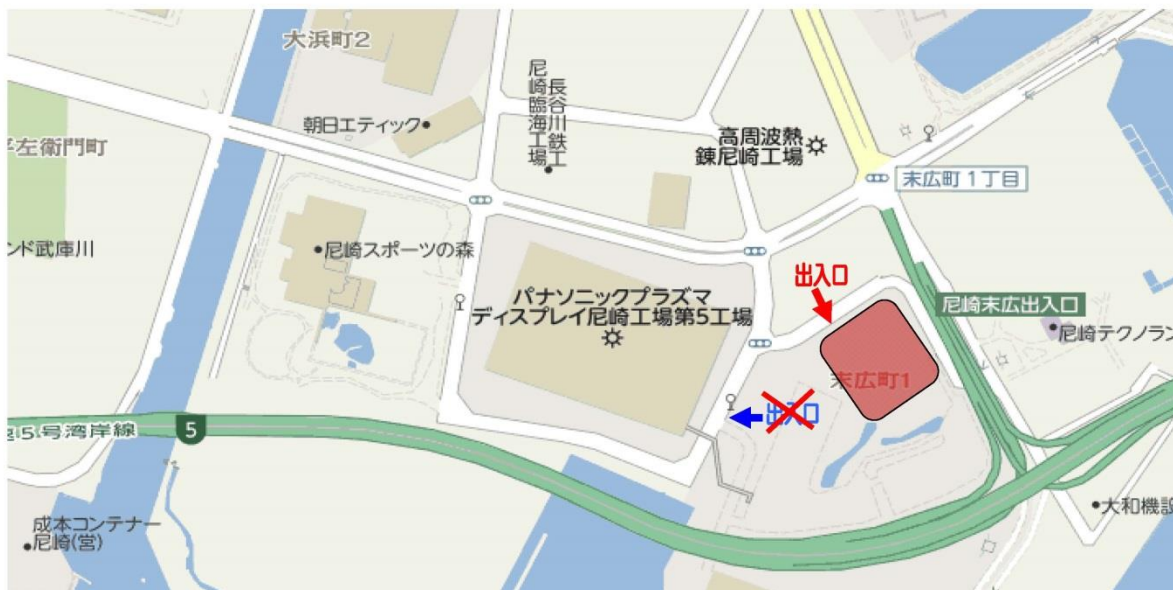 大浜町2
尼崎臨海工場
長谷川鉄工
朝日エティック
左衛門町
高周波熱
錬尼崎工場
末広町1丁目
ンド武庫川
尼崎スポーツの森
出入口
パナソニックプラズマ
ディスプレイ尼崎工場第5工場
尼崎末広出入口
尼崎テクノラン
末広町1
出入口
5号湾岸線
5
大和機設
成本コンテナー
尼崎(営)